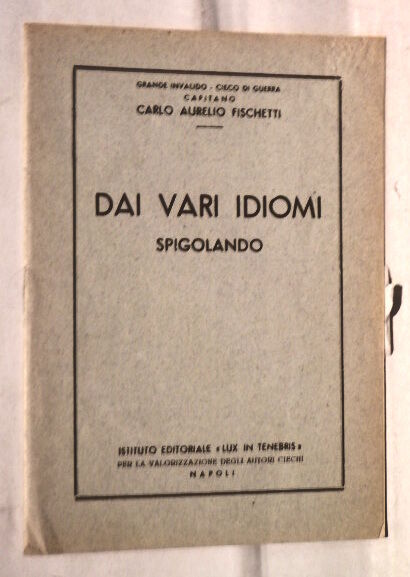 GRANDE INVALIDO - CIECO DI GUERRA
CAPITANO
CARLO AURELIO FISCHETTI
DAI VARI IDIOMI
SPIGOLANDO
ISTITUTO EDITORIALE «LUX IN TENEBRIS»
PER LA VALORIZZAZIONE DEGLI AUTORI CIECHI
NAPOLI